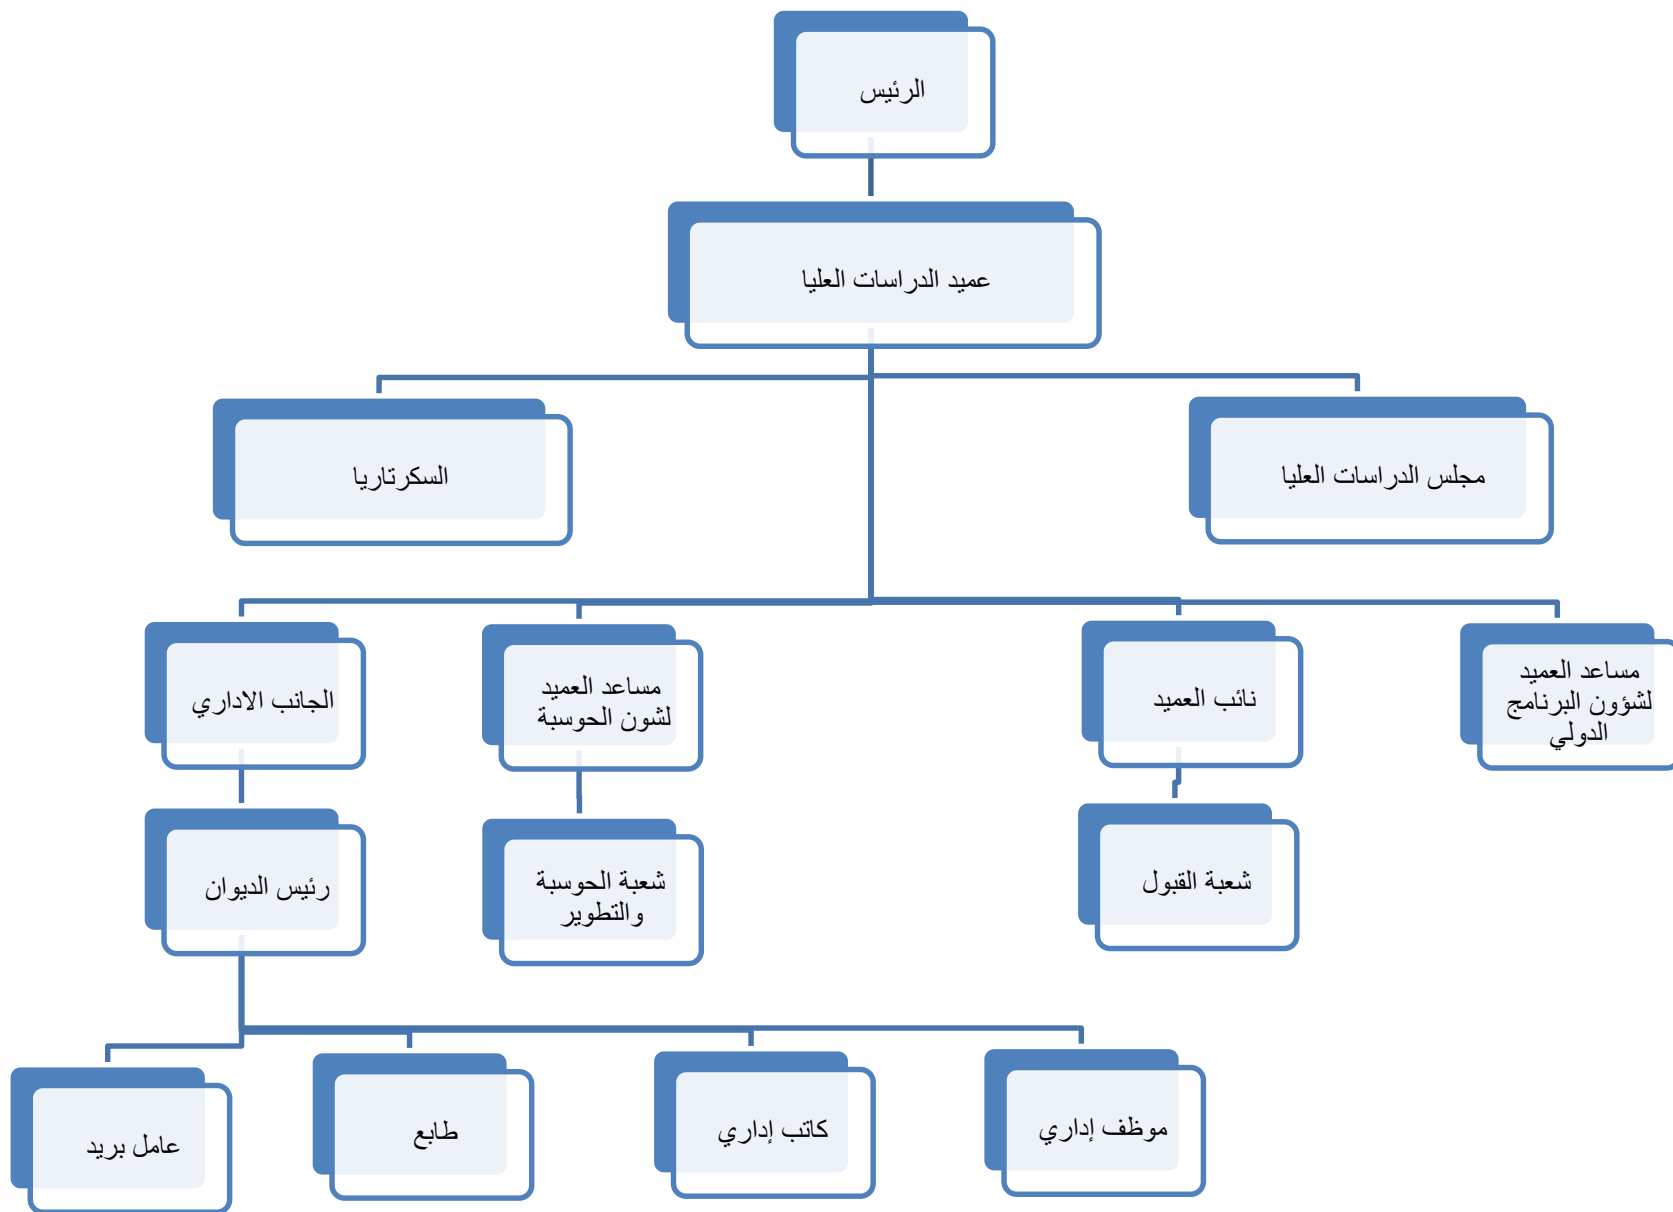 الرئيس
عميد الدراسات العليا
مجلس الدراسات العليا
السكرتاريا
مساعد العميد
لشؤون البرنامج
الدولي
نائب العميد
مساعد العميد
لشون الحوسبة
الجانب الاداري
شعبة القبول
شعبة الحوسبة
والتطوير
رئيس الديوان
موظف إداري
كاتب إداري
طابع
عامل بريد